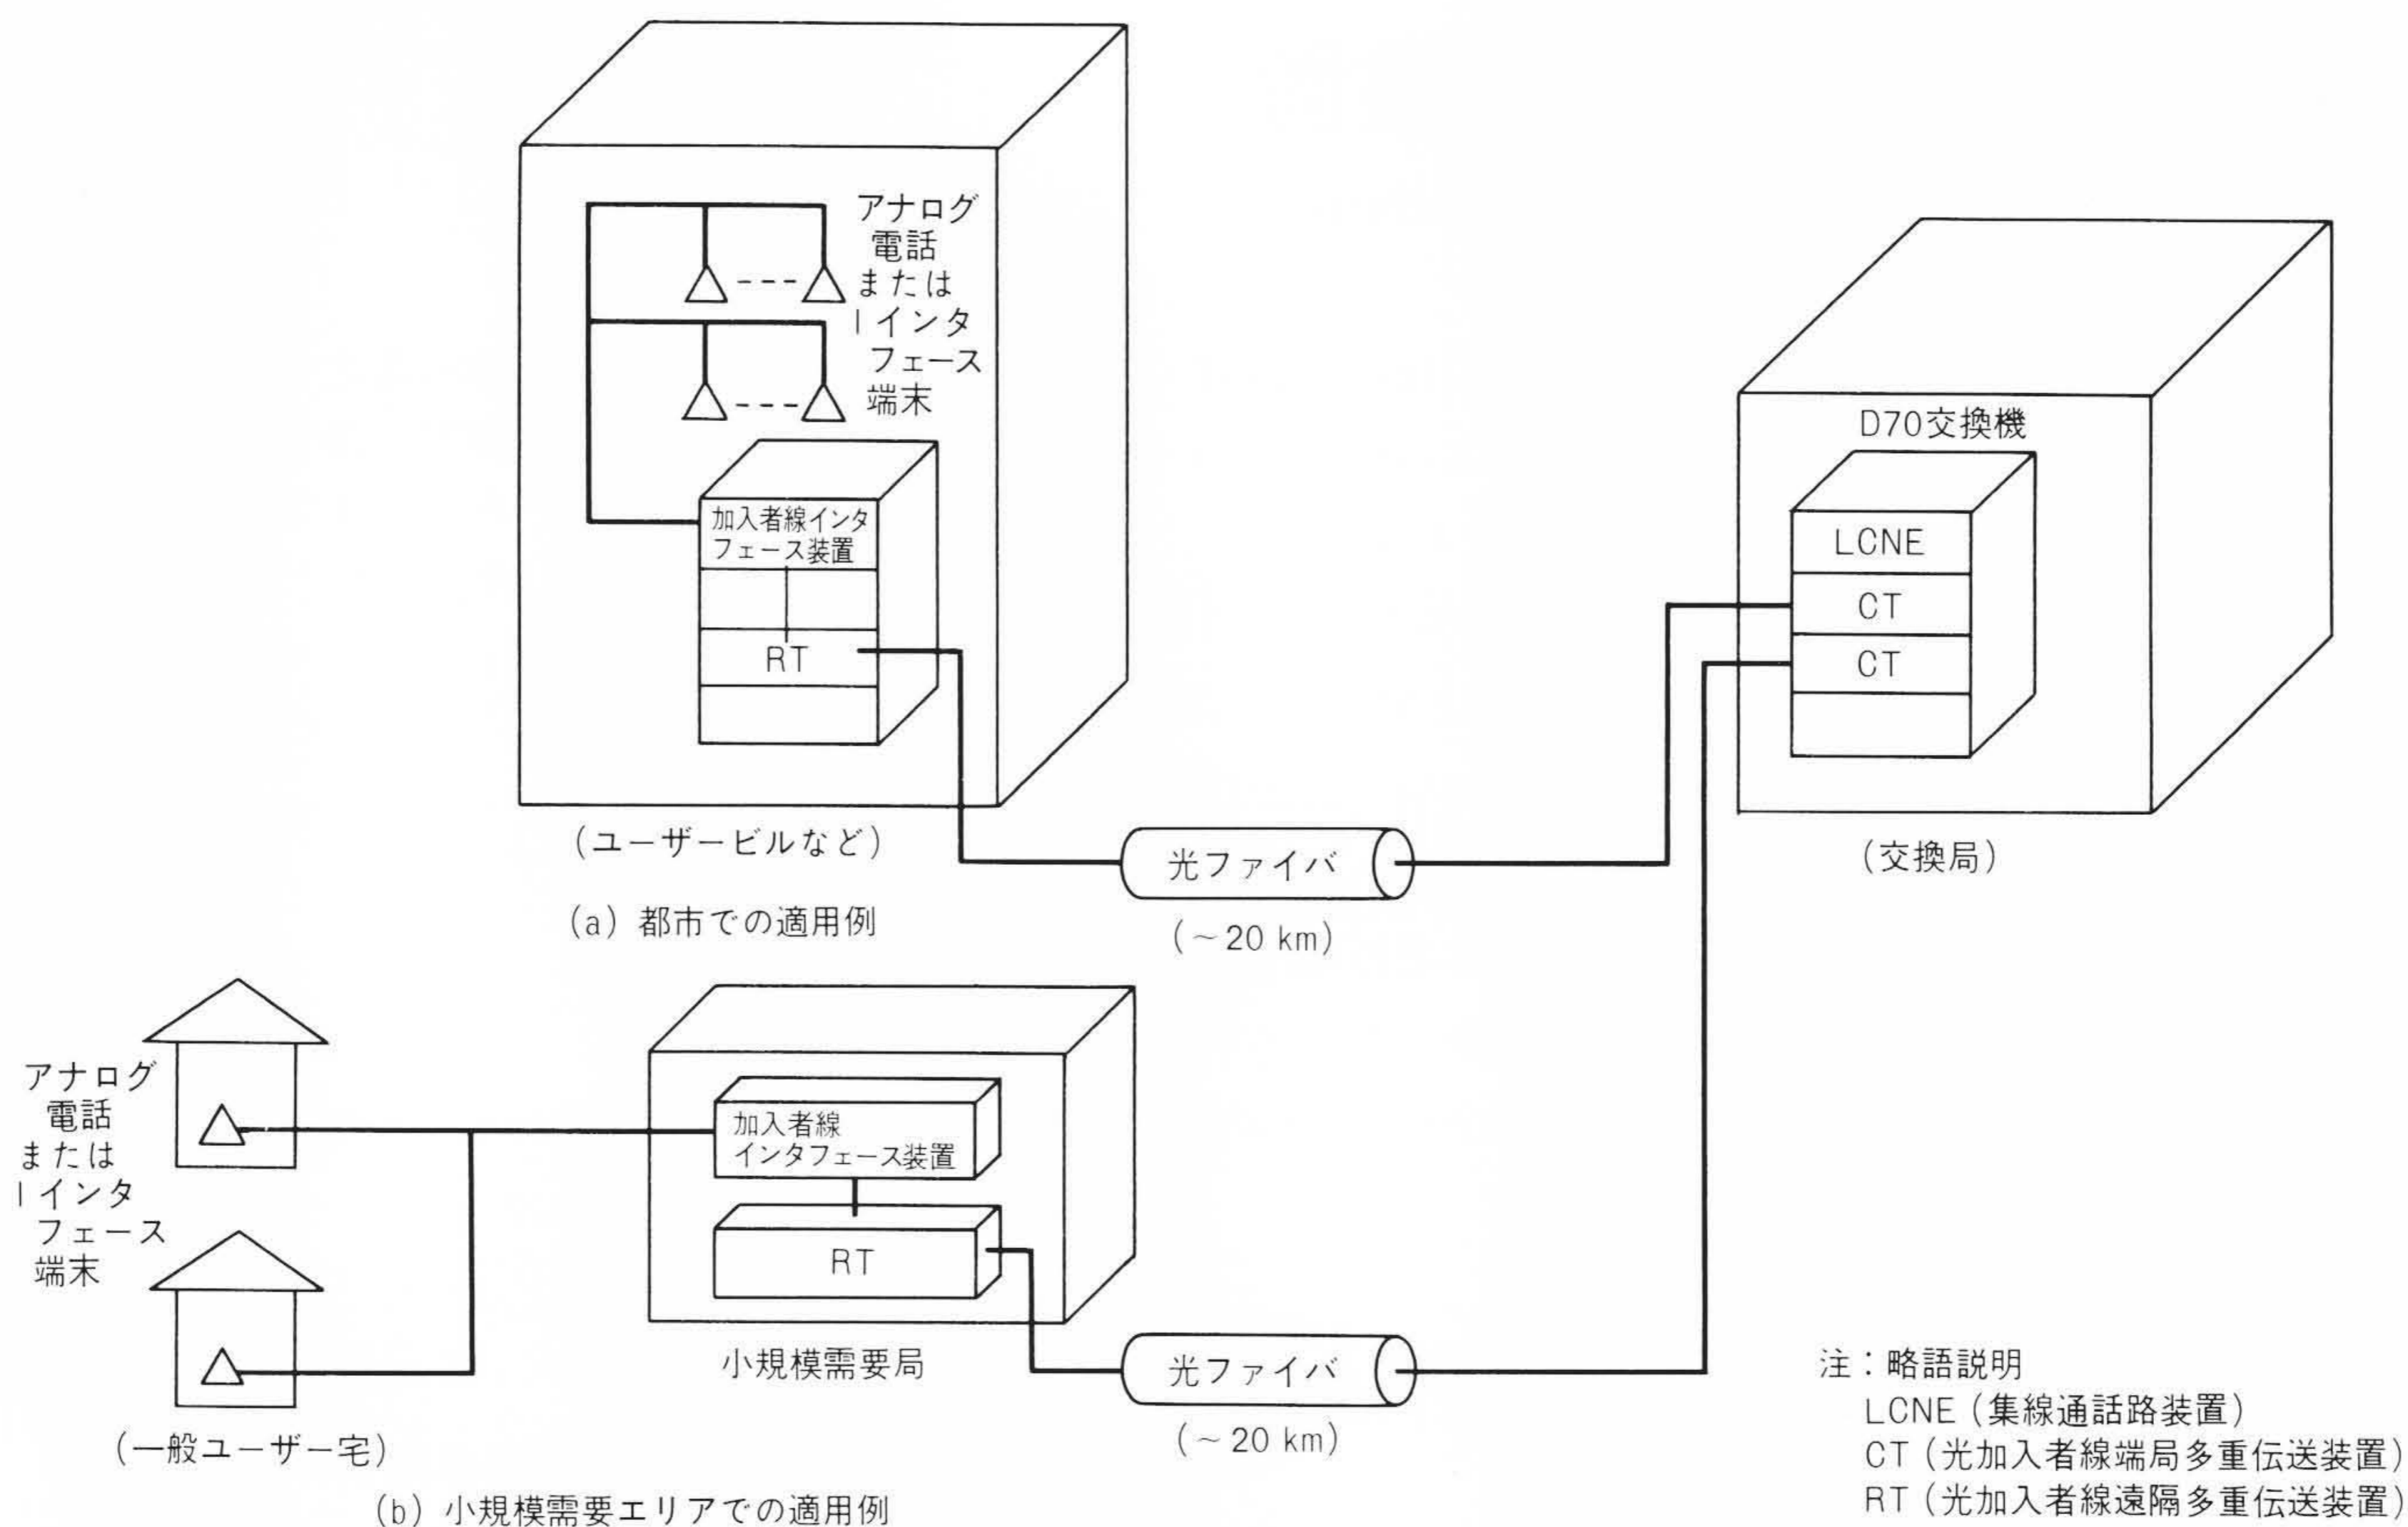 アナログ
電話
または
Iインタ
フェース
端末
加入者線インタ
フェース装置
RT
(ユーザービルなど)
(a) 都市での適用例
光ファイバ
(~20 km)
D70交換機
LCNE
CT
CT
(交換局)
アナログ
電話
または
Iインタ
フェース
端末
(一般ユーザー宅)
加入者線
インタフェース装置
RT
小規模需要局
光ファイバ
(~20 km)
(b) 小規模需要エリアでの適用例
注：略語説明
LCNE (集線通話路装置)
CT (光加入者線端局多重伝送装置)
RT (光加入者線遠隔多重伝送装置)